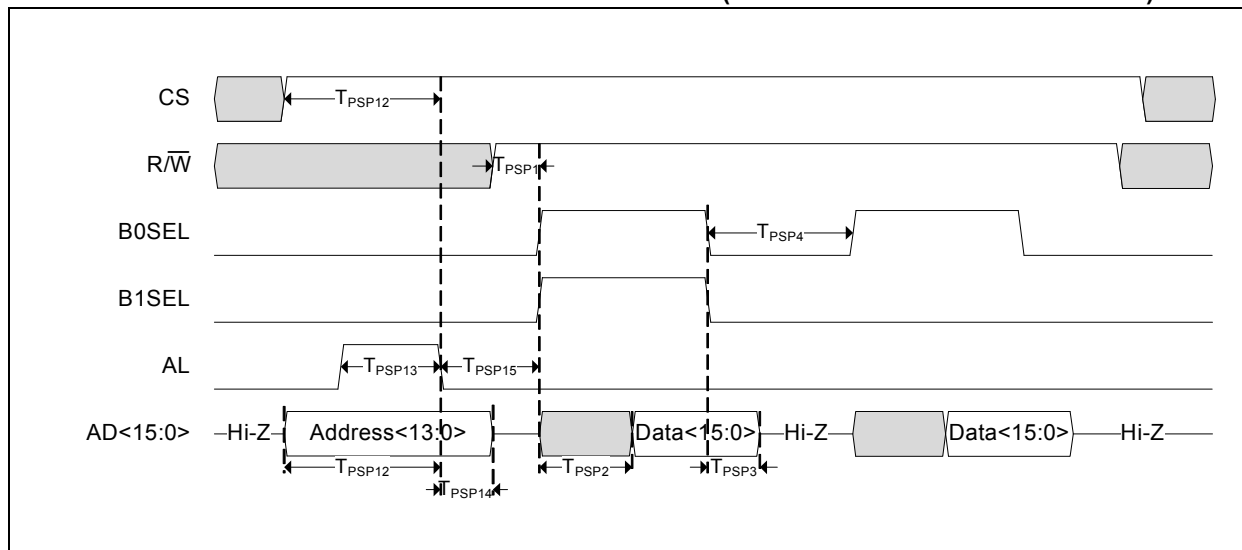 CS
TPSP12
R/W
TPSP1
B0SEL
TPSP4
B1SEL
AL
TPSP13
TPSP15
AD<15:0>
Hi-Z
Address<13:0>
Data<15:0>
Hi-Z
Data<15:0>
Hi-Z
TPSP12
TPSP2
TPSP3
TPSP14